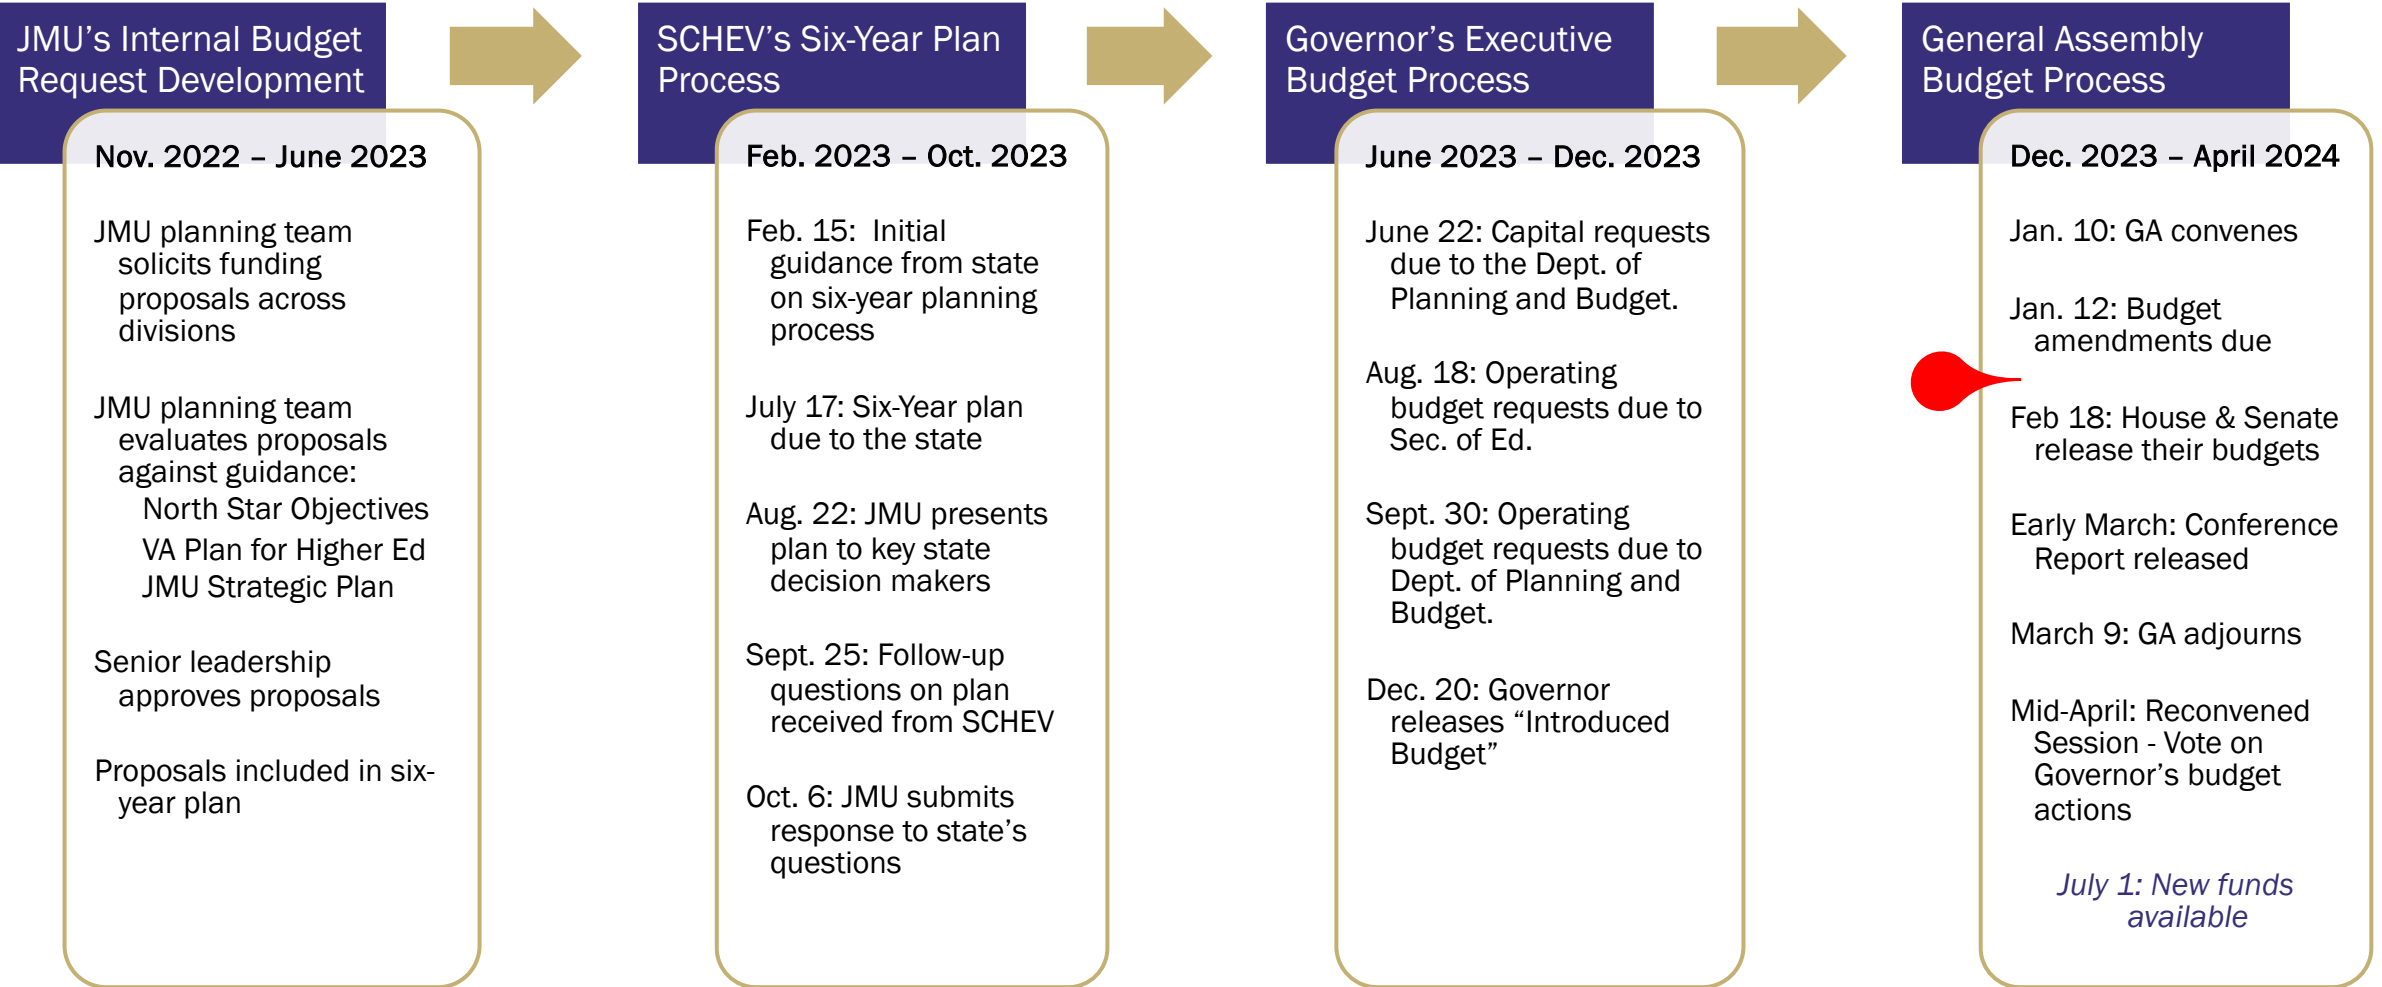 JMU’s Internal Budget
Request Development
Nov. 2022 – June 2023
JMU planning team
solicits funding
proposals across
divisions
JMU planning team
evaluates proposals
against guidance:
North Star Objectives
VA Plan for Higher Ed
JMU Strategic Plan
Senior leadership
approves proposals
Proposals included in six-
year plan
SCHEV’s Six-Year Plan
Process
Feb. 2023 – Oct. 2023
Feb. 15:  Initial
guidance from state
on six-year planning
process
July 17: Six-Year plan
due to the state
Aug. 22: JMU presents
plan to key state
decision makers
Sept. 25: Follow-up
questions on plan
received from SCHEV
Oct. 6: JMU submits
response to state’s
questions
Governor’s Executive
Budget Process
June 2023 – Dec. 2023
June 22: Capital requests
due to the Dept. of
Planning and Budget.
Aug. 18: Operating
budget requests due to
Sec. of Ed.
Sept. 30: Operating
budget requests due to
Dept. of Planning and
Budget.
Dec. 20: Governor
releases “Introduced
Budget”
General Assembly
Budget Process
Dec. 2023 – April 2024
Jan. 10: GA convenes
Jan. 12: Budget
amendments due
Feb 18: House & Senate
release their budgets
Early March: Conference
Report released
March 9: GA adjourns
Mid-April: Reconvened
Session - Vote on
Governor’s budget
actions
July 1: New funds
available